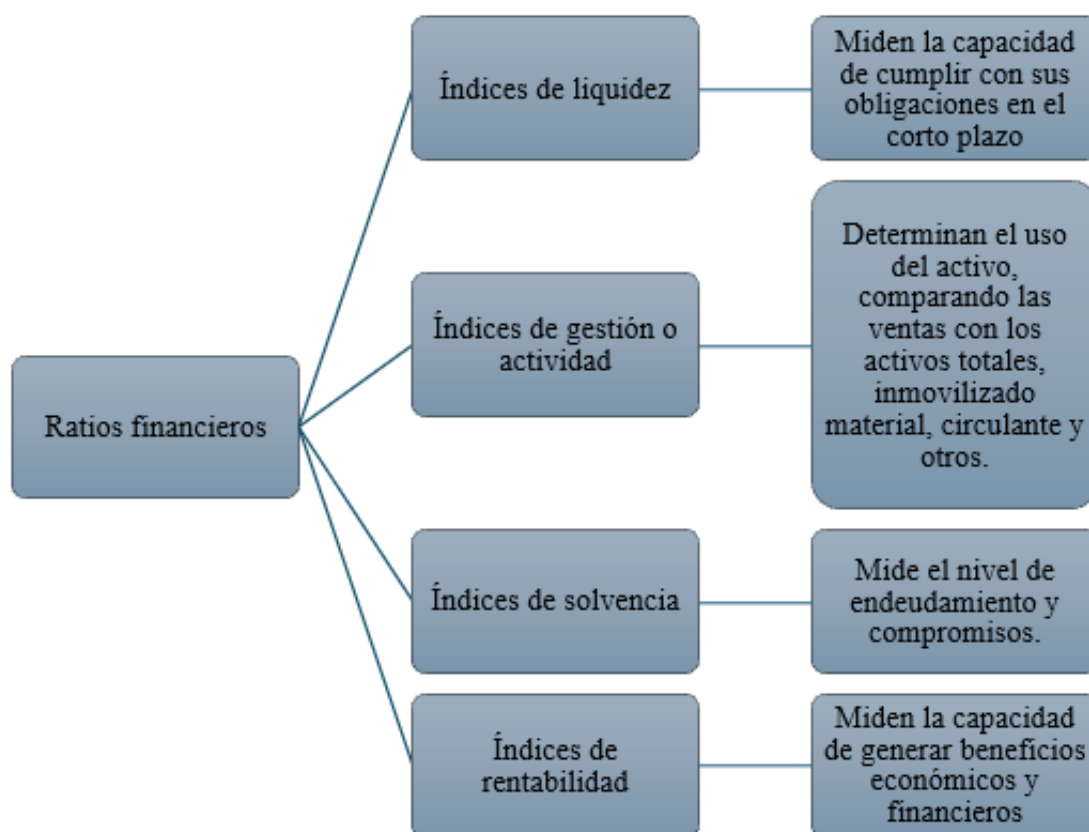 Ratios financieros
Índices de liquidez
Miden la capacidad
de cumplir con sus
obligaciones en el
corto plazo
Índices de gestión o
actividad
Determinan el uso
del activo,
comparando las
ventas con los
activos totales,
inmovilizado
material, circulante y
otros.
Índices de solvencia
Mide el nivel de
endeudamiento y
compromisos.
Índices de
rentabilidad
Miden la capacidad
de generar beneficios
económicos y
financieros